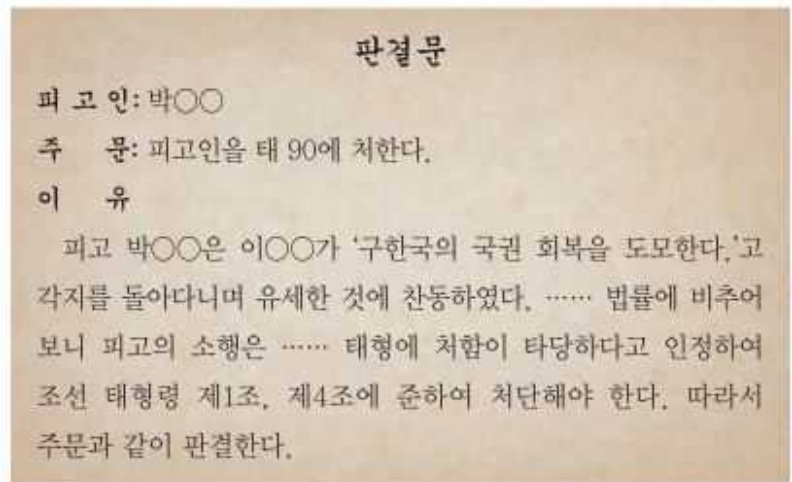 판결문
피 고 인: 박○○
주 문: 피고인을 태 90에 처한다.
이 유
피고 박○○은 이○○가 '구한국의 국권 회복을 도모한다.'고
각지를 돌아다니며 유세한 것에 찬동하였다. …… 법률에 비추어
보니 피고의 소행은 …… 태형에 처함이 타당하다고 인정하여
조선 태형령 제1조, 제4조에 준하여 처단해야 한다. 따라서
주문과 같이 판결한다.